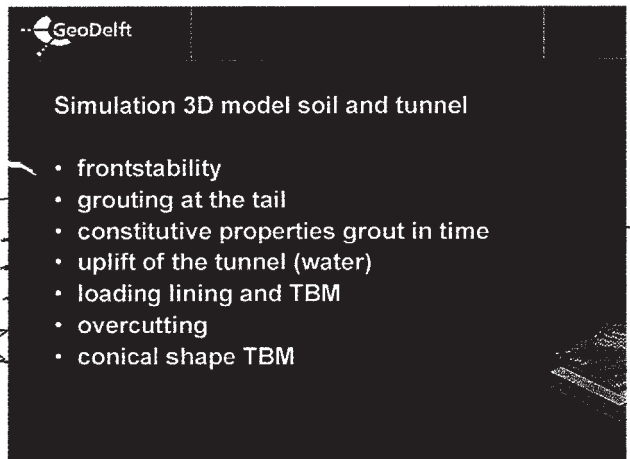 GeoDelft
Simulation 3D model soil and tunnel
• frontstability
• grouting at the tail
• constitutive properties grout in time
• uplift of the tunnel (water)
• loading lining and TBM
• overcutting
• conical shape TBM